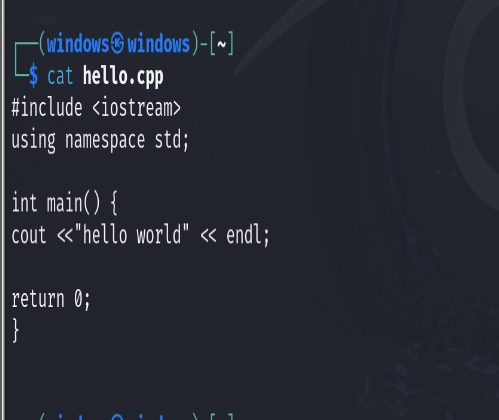 ┌──(windows㉿windows)-[~]
└─$ cat hello.cpp
#include <iostream>
using namespace std;

int main() {
cout <<"hello world" << endl;

return 0;
}